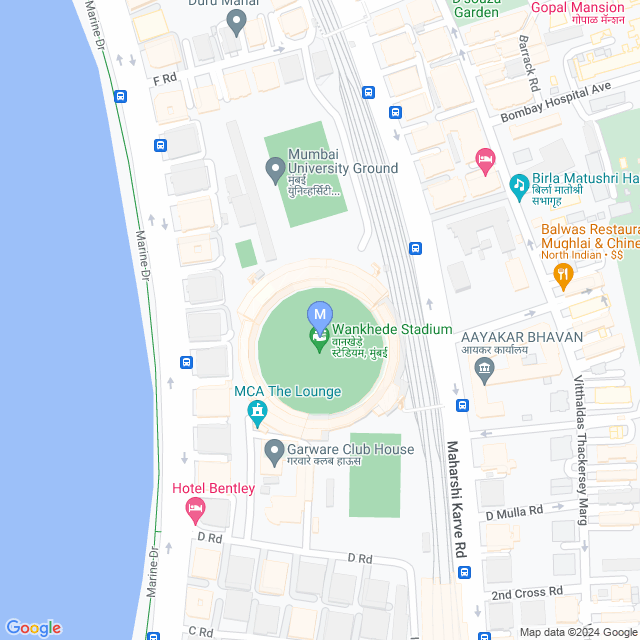 Duru Mahal
D'souza
Garden
Gopal Mansion
गोपाळ मॅन्शन
Marine Dr
F Rd
Barrack Rd
Bombay Hospital Ave
Mumbai
University Ground
मुंबई
युनिव्हर्सिटी...
Birla Matushri Ha
बिर्ला मातोश्री
सभागृह
Marine Dr
Balwas Restaura
Mughlai & Chine
North Indian • $$
M
Wankhede Stadium
वानखेडे
स्टेडियम, मुंबई
AAYAKAR BHAVAN
आयकर कार्यालय
MCA The Lounge
Vitthaldas Thackersey Marg
Garware Club House
गरवारे क्लब हाऊस
Maharshi Karve Rd
Hotel Bentley
D Mulla Rd
D Rd
D Rd
Marine Dr
2nd Cross Rd
C Rd
Google
Map data ©2024 Google